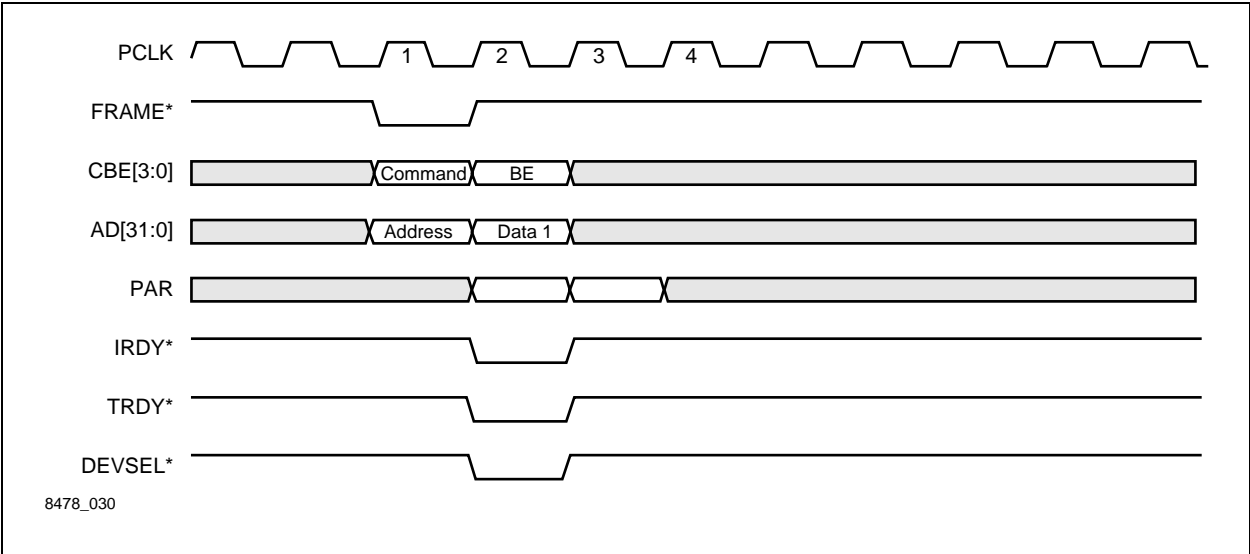 PCLK 1 2 3 4
FRAME*
CBE[3:0] Command BE
AD[31:0] Address Data 1
PAR
IRDY*
TRDY*
DEVSEL*
8478_030